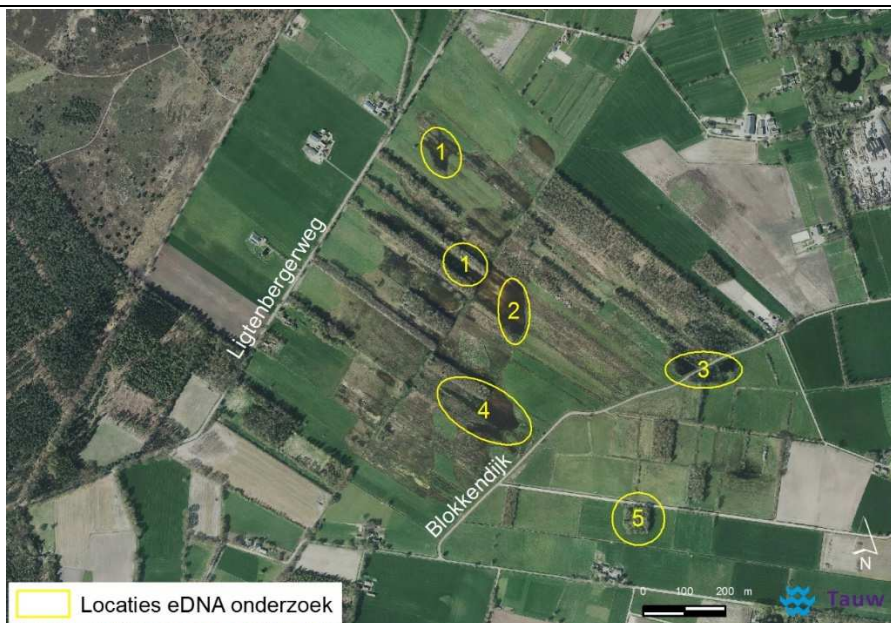 1
1
2
3
4
5
Ligtenbergerweg
Blokkendijk
N
0 100 200 m
Locaties eDNA onderzoek
Tauw